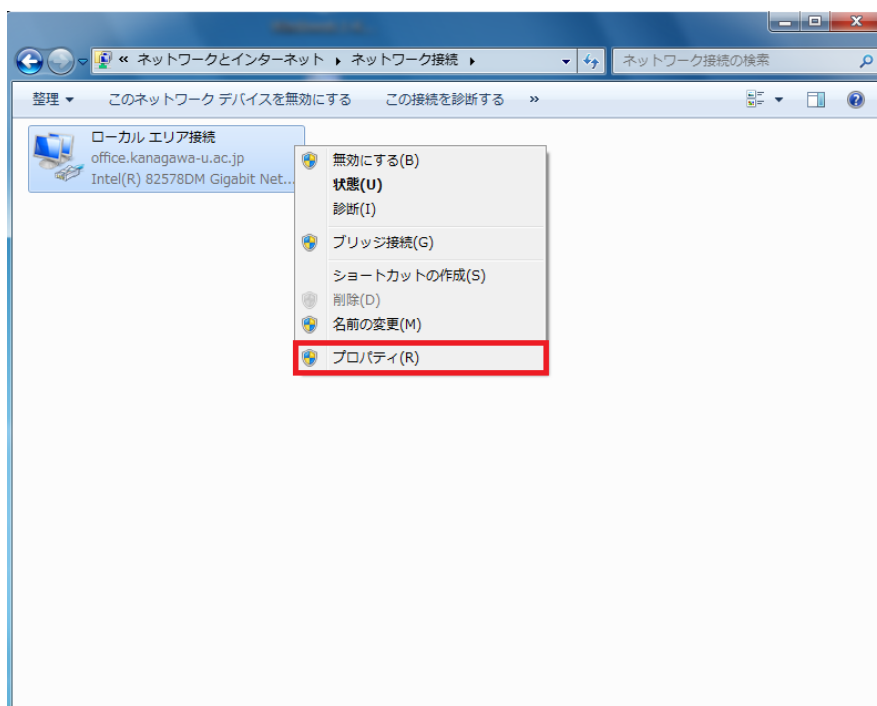 « ネットワークとインターネット ▸ ネットワーク接続 ▸
ネットワーク接続の検索
整理 ▼ このネットワーク デバイスを無効にする この接続を診断する »
ローカル エリア接続
office.kanagawa-u.ac.jp
Intel(R) 82578DM Gigabit Net...
無効にする(B)
状態(U)
診断(I)
ブリッジ接続(G)
ショートカットの作成(S)
削除(D)
名前の変更(M)
プロパティ(R)